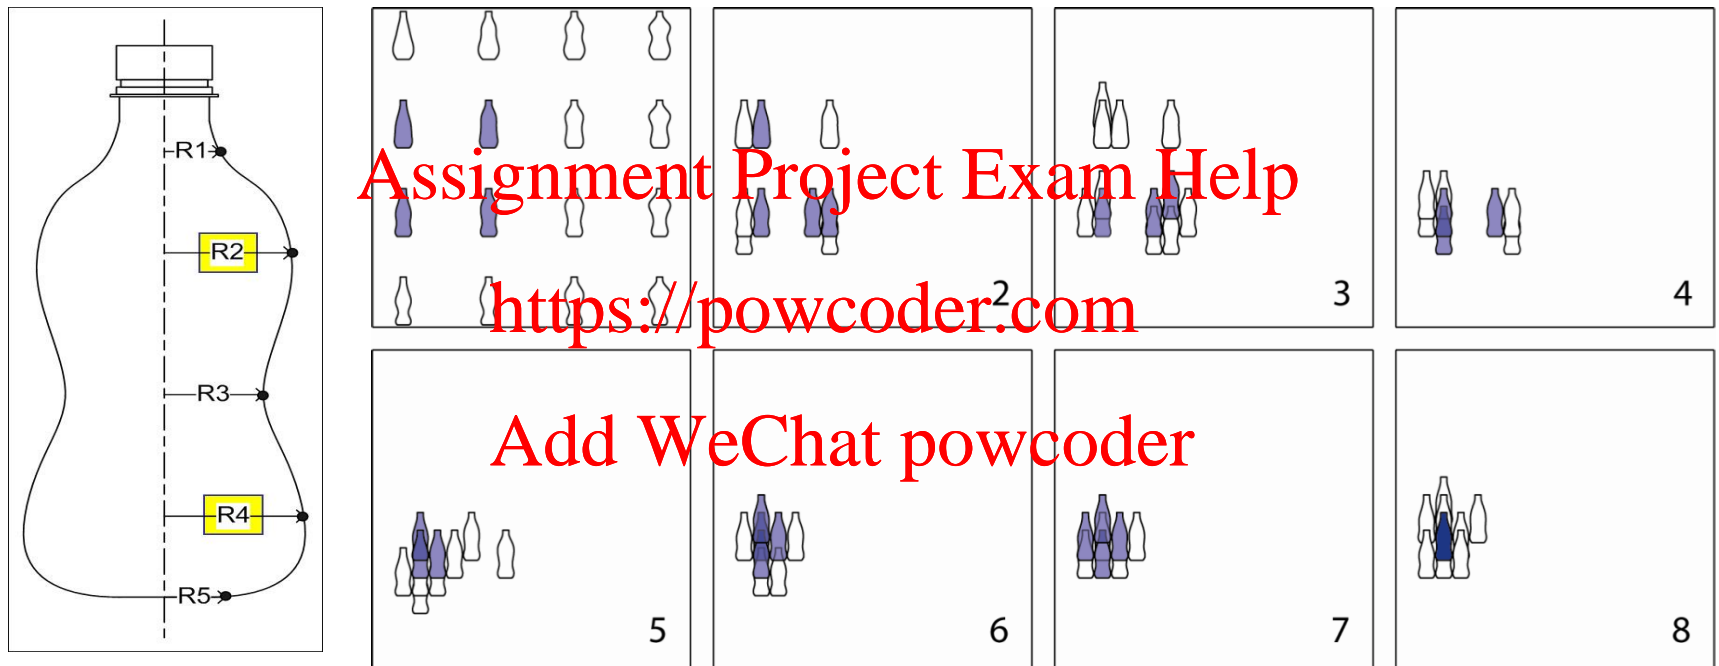 R1
R2
R3
R4
R5
2
3
4
5
6
7
8
Assignment Project Exam Help
https://powcoder.com
Add WeChat powcoder